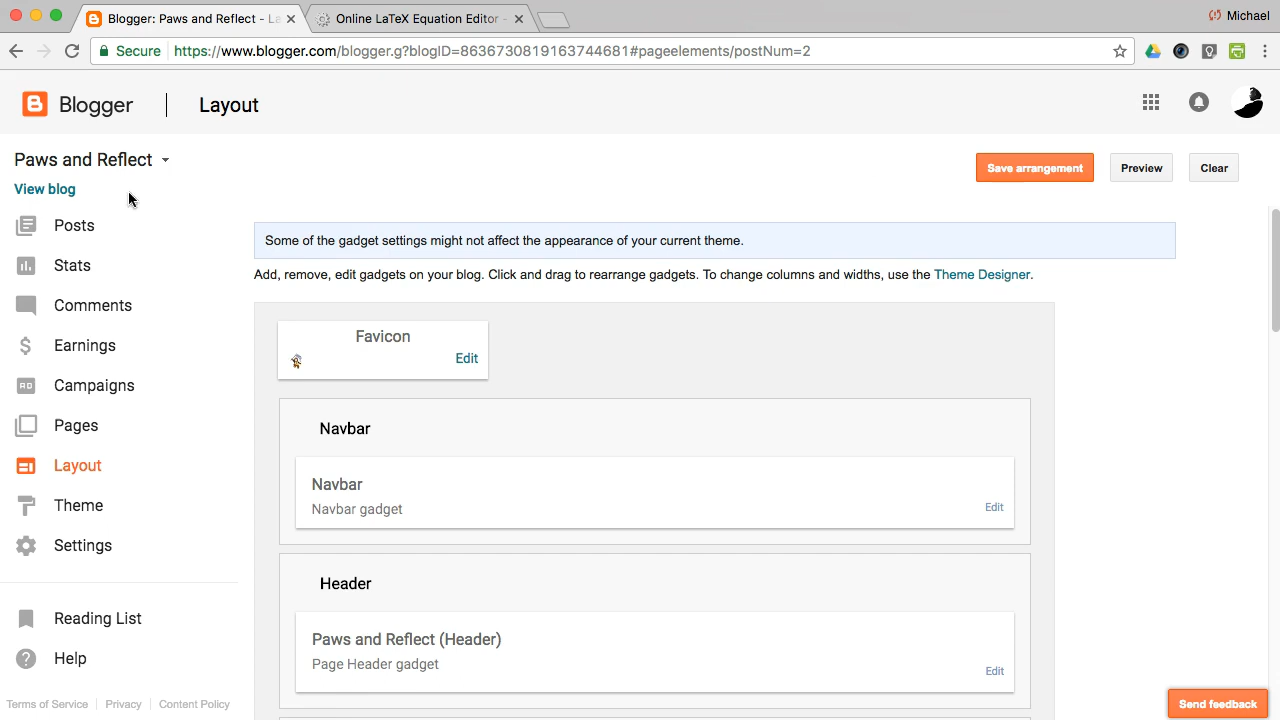 Blogger: Paws and Reflect - La
Online LaTeX Equation Editor -
Michael
Secure
https://www.blogger.com/blogger.g?blogID=8636730819163744681#pageelements/postNum=2
Blogger
Layout
Paws and Reflect
View blog
Save arrangement
Preview
Clear
Posts
Stats
Comments
Earnings
Campaigns
Pages
Layout
Theme
Settings
Reading List
Help
Terms of Service
Privacy
Content Policy
Some of the gadget settings might not affect the appearance of your current theme.
Add, remove, edit gadgets on your blog. Click and drag to rearrange gadgets. To change columns and widths, use the Theme Designer.
Favicon
Edit
Navbar
Navbar
Navbar gadget
Edit
Header
Paws and Reflect (Header)
Page Header gadget
Edit
Send feedback